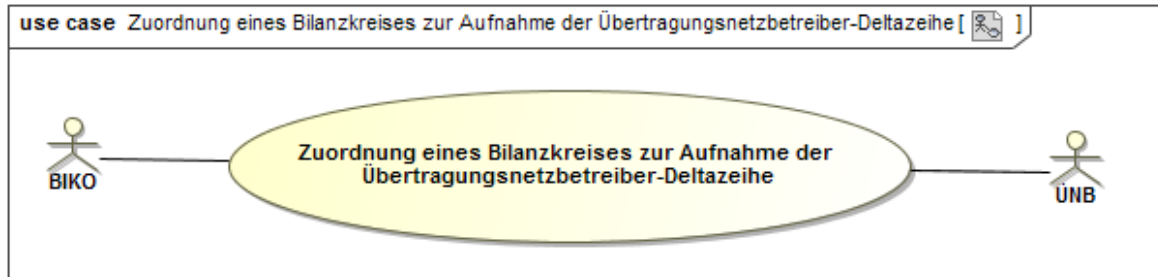 use case Zuordnung eines Bilanzkreises zur Aufnahme der Übertragungsnetzbetreiber-Deltazeihe [ ]
Zuordnung eines Bilanzkreises zur Aufnahme der
Übertragungsnetzbetreiber-Deltazeihe
BIKO
ÜNB